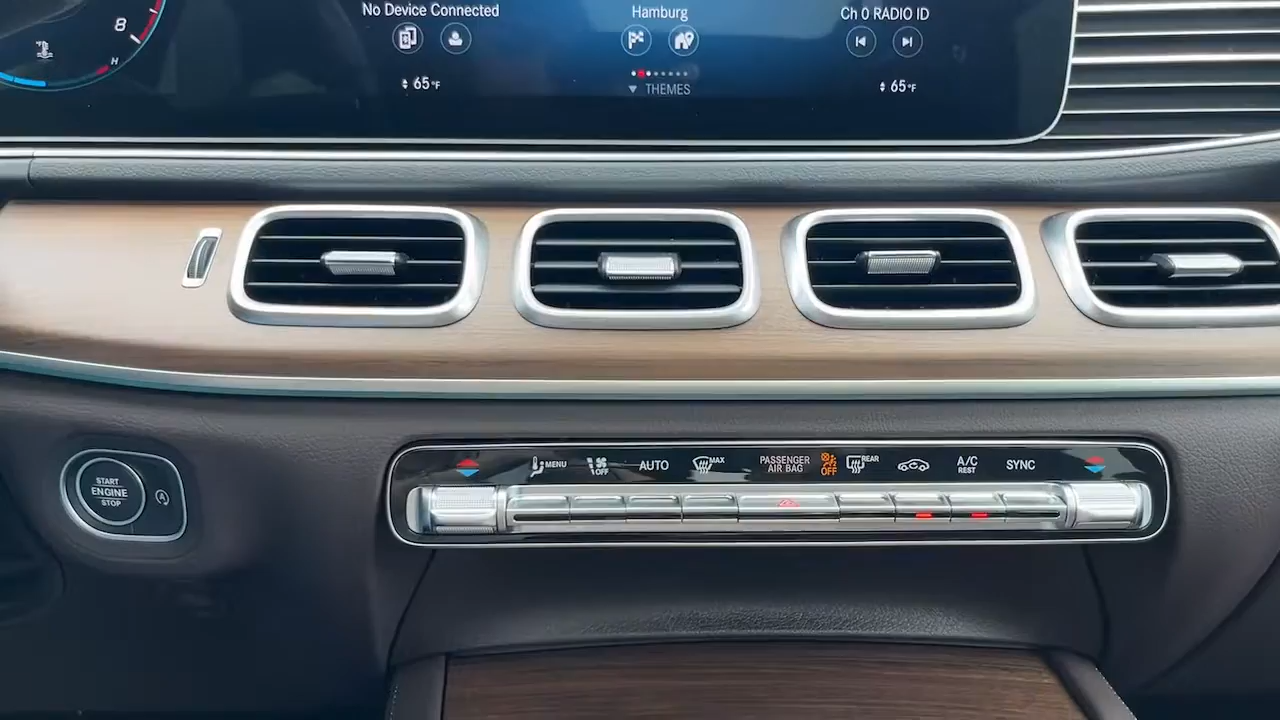 8
H
No Device Connected
Hamburg
Ch 0 RADIO ID
65°F
THEMES
65°F
START
ENGINE
STOP
A
MENU
OFF
AUTO
MAX
PASSENGER
AIR BAG
OFF
REAR
A/C
REST
SYNC